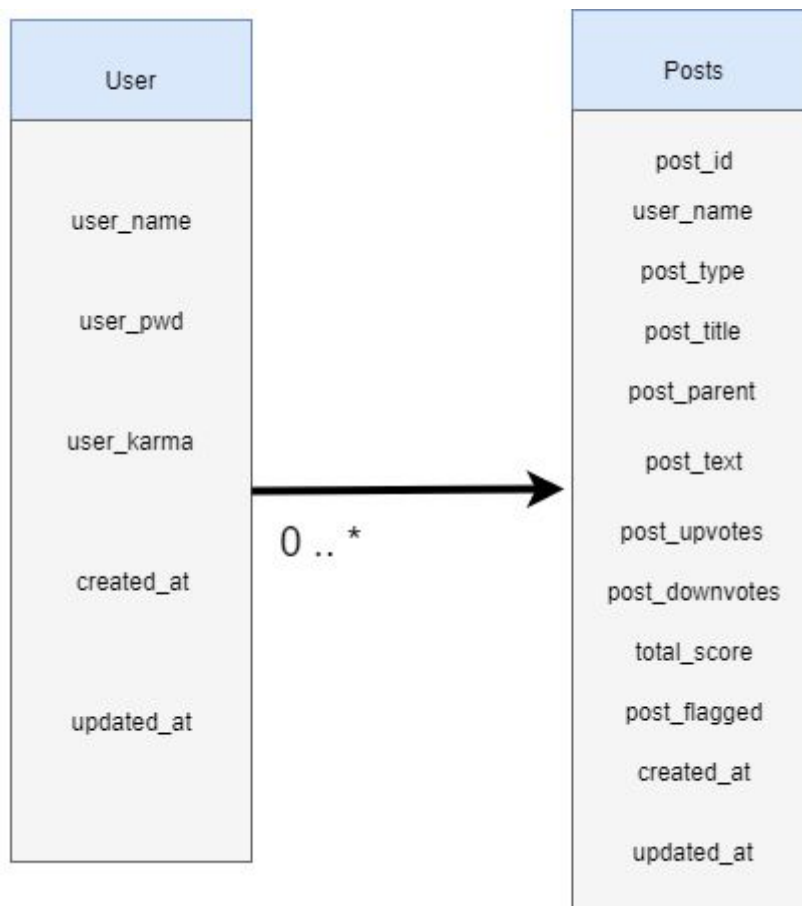 User
user_name
user_pwd
user_karma
created_at
updated_at
0 .. *
Posts
post_id
user_name
post_type
post_title
post_parent
post_text
post_upvotes
post_downvotes
total_score
post_flagged
created_at
updated_at